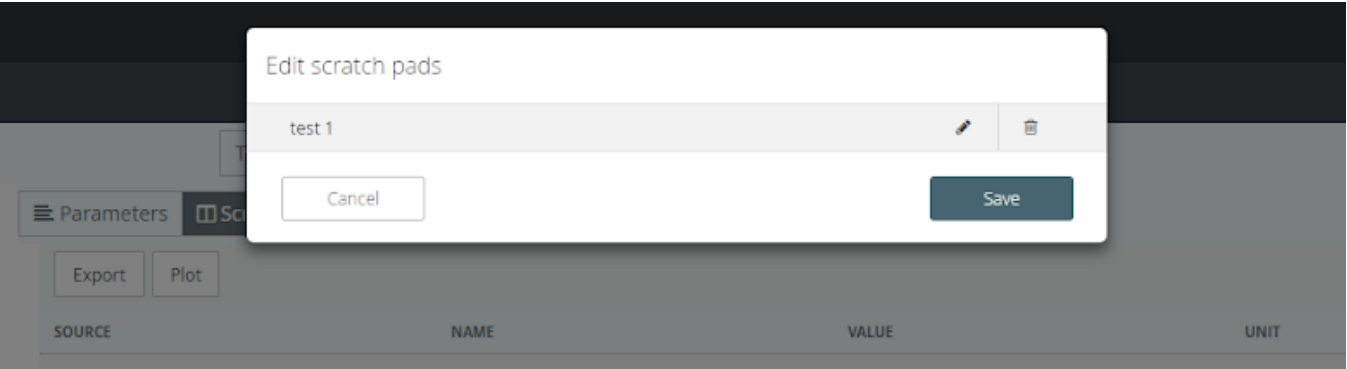 Edit scratch pads
test 1
Cancel
Save
Parameters
Export
Plot
SOURCE
NAME
VALUE
UNIT